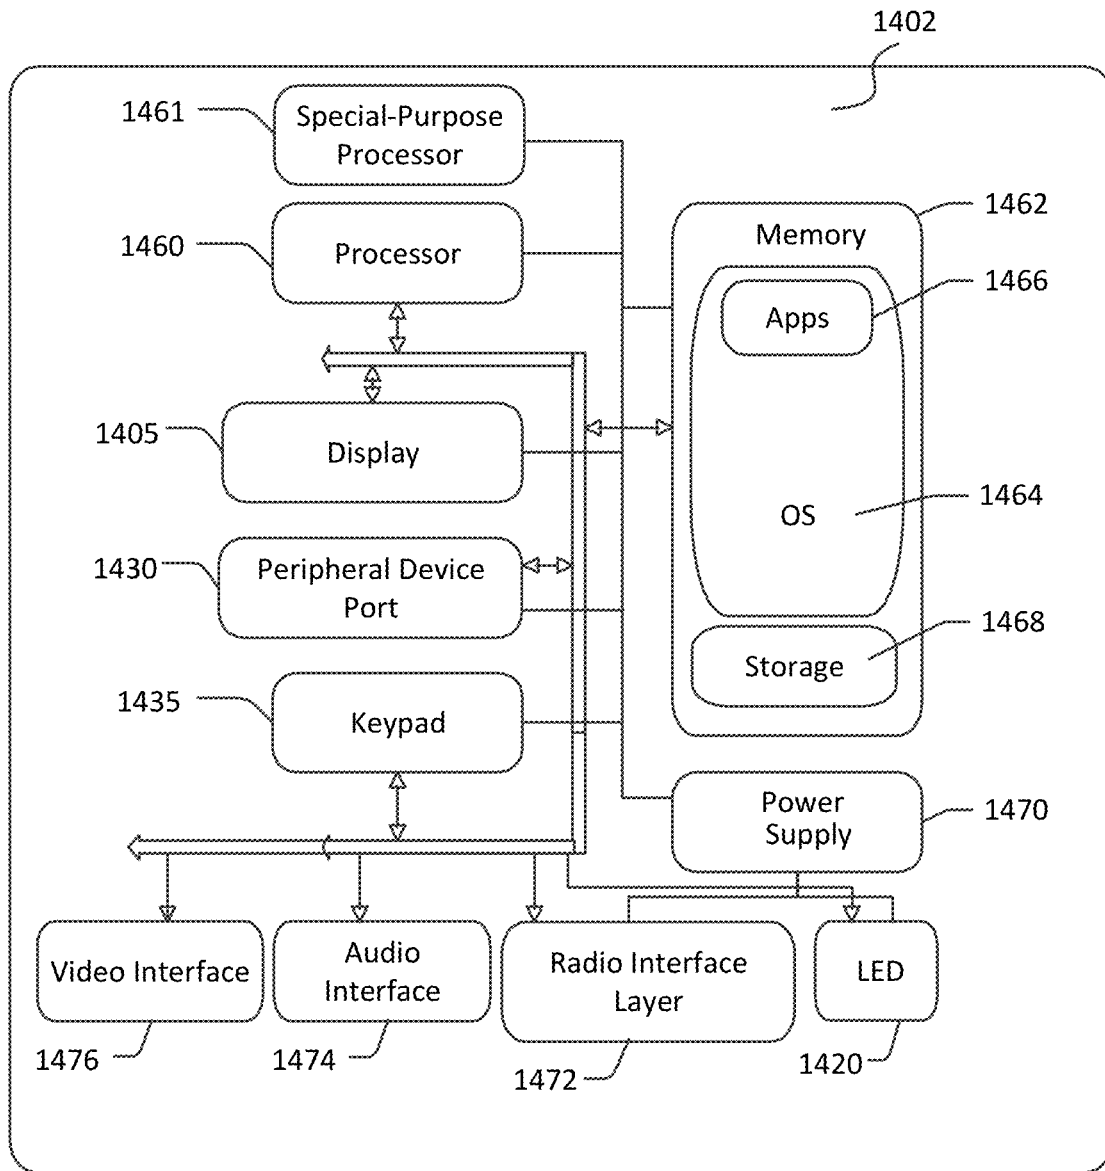 1402
1461
Special-Purpose
Processor
1460
Processor
1462
Memory
1466
Apps
1405
Display
1464
OS
1430
Peripheral Device
Port
1468
Storage
1435
Keypad
1470
Power
Supply
Video Interface
Audio
Interface
Radio Interface
Layer
LED
1476
1474
1472
1420